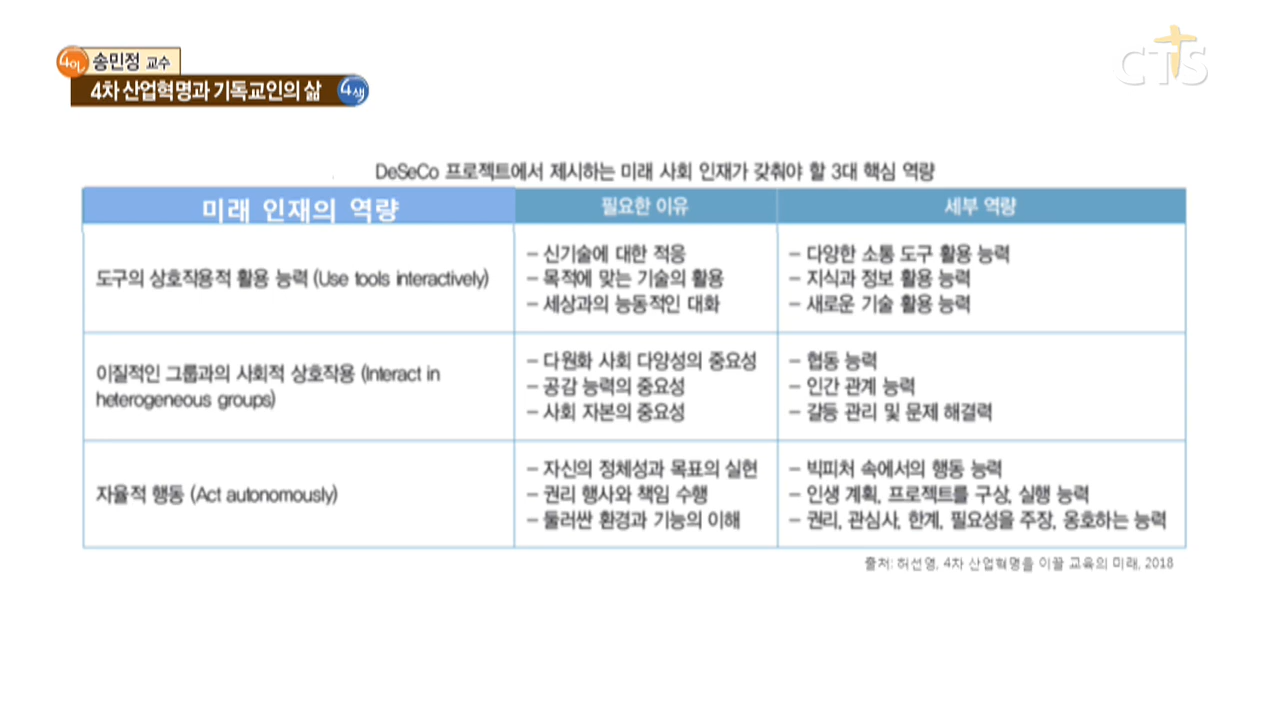 4인 송민정 교수
CTS
4차 산업혁명과 기독교인의 삶 4색
DeSeCo 프로젝트에서 제시하는 미래 사회 인재가 갖춰야 할 3대 핵심 역량
미래 인재의 역량
필요한 이유
세부 역량
도구의 상호작용적 활용 능력 (Use tools interactively)
– 신기술에 대한 적응
– 목적에 맞는 기술의 활용
– 세상과의 능동적인 대화
– 다양한 소통 도구 활용 능력
– 지식과 정보 활용 능력
– 새로운 기술 활용 능력
이질적인 그룹과의 사회적 상호작용 (Interact in
heterogeneous groups)
– 다원화 사회 다양성의 중요성
– 공감 능력의 중요성
– 사회 자본의 중요성
– 협동 능력
– 인간 관계 능력
– 갈등 관리 및 문제 해결력
자율적 행동 (Act autonomously)
– 자신의 정체성과 목표의 실현
– 권리 행사와 책임 수행
– 둘러싼 환경과 기능의 이해
– 빅피처 속에서의 행동 능력
– 인생 계획, 프로젝트를 구상, 실행 능력
– 권리, 관심사, 한계, 필요성을 주장, 옹호하는 능력
출처: 허선영, 4차 산업혁명을 이끌 교육의 미래, 2018